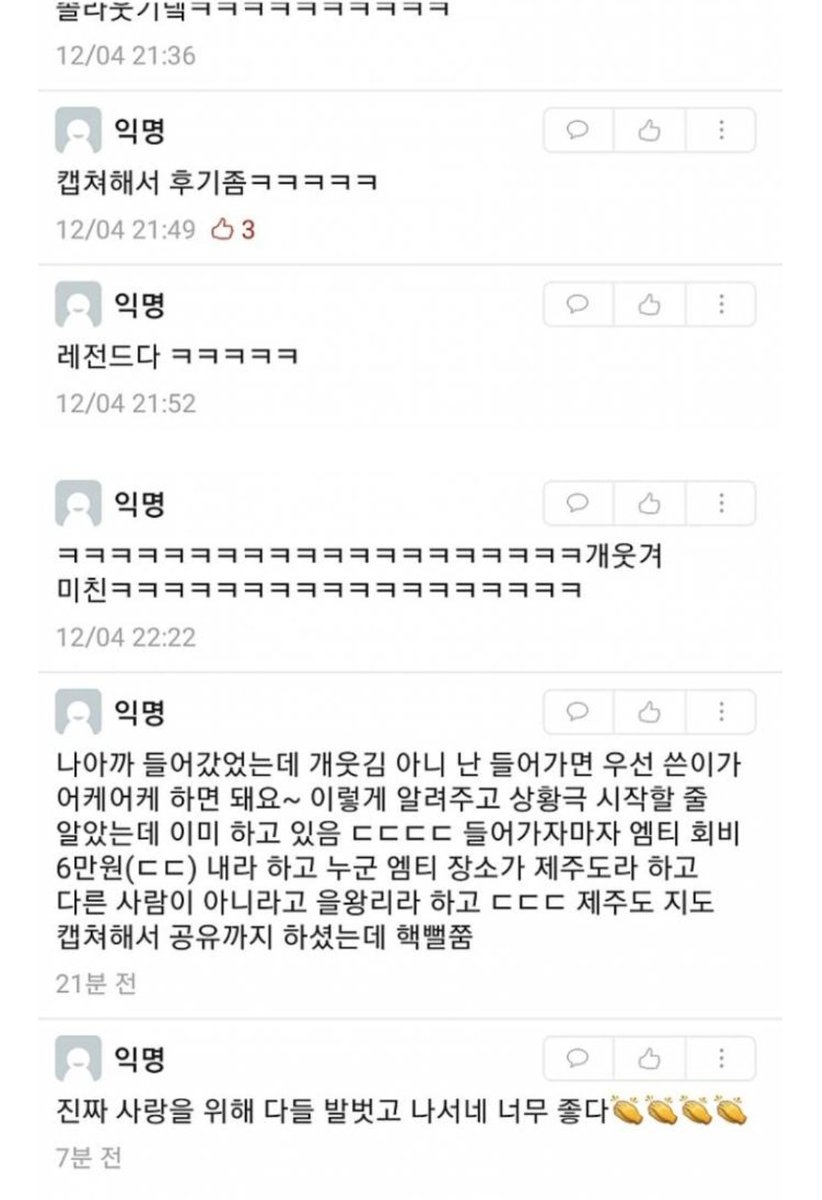 12/04 21:36
익명
캡쳐해서 후기좀ㅋㅋㅋㅋㅋ
12/04 21:49 3
익명
레전드다 ㅋㅋㅋㅋㅋ
12/04 21:52
익명
ㅋㅋㅋㅋㅋㅋㅋㅋㅋㅋㅋㅋㅋㅋㅋㅋㅋㅋㅋㅋ개웃겨
미친ㅋㅋㅋㅋㅋㅋㅋㅋㅋㅋㅋㅋㅋㅋㅋㅋㅋㅋ
12/04 22:22
익명
나아까 들어갔었는데 개웃김 아니 난 들어가면 우선 쓴이가
어케어케 하면 돼요~ 이렇게 알려주고 상황극 시작할 줄
알았는데 이미 하고 있음 ㄷㄷㄷㄷ 들어가자마자 엠티 회비
6만원(ㄷㄷ) 내라 하고 누군 엠티 장소가 제주도라 하고
다른 사람이 아니라고 을왕리라 하고 ㄷㄷㄷ 제주도 지도
캡쳐해서 공유까지 하셨는데 핵뻘쭘
21분 전
익명
진짜 사랑을 위해 다들 발벗고 나서네 너무 좋다👏👏👏👏
7분 전